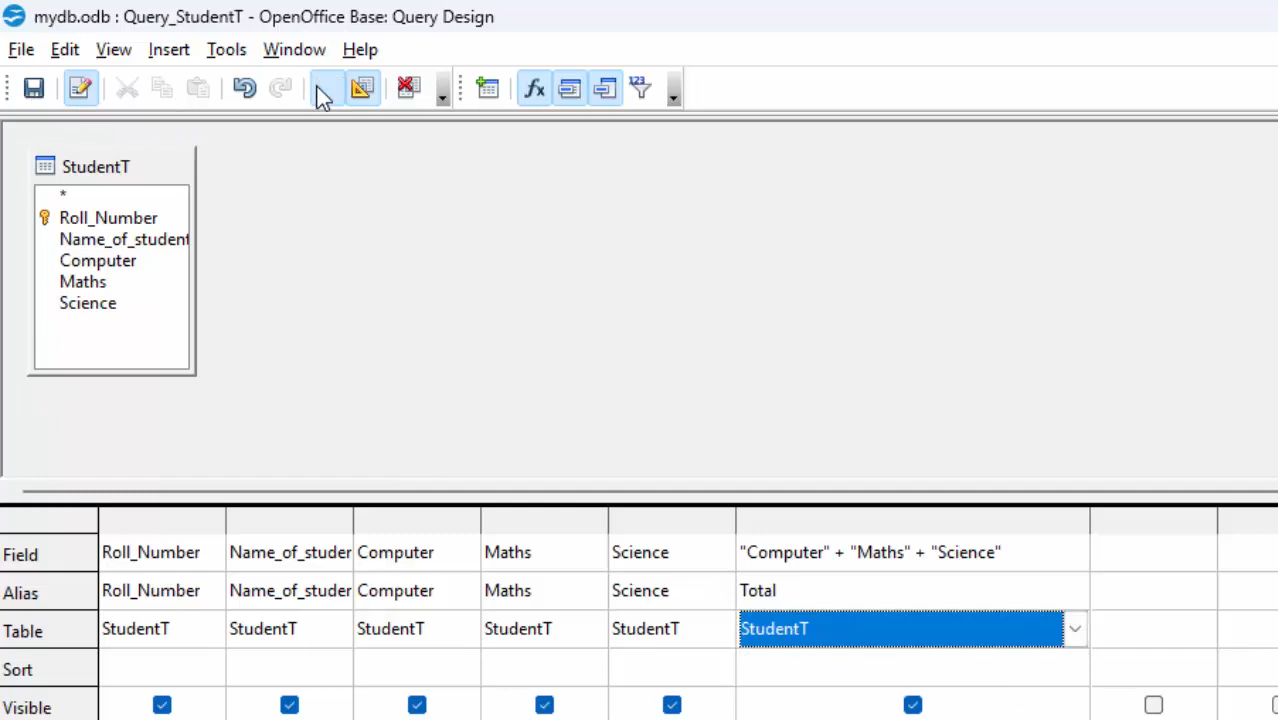 mydb.odb : Query_StudentT - OpenOffice Base: Query Design
File Edit View Insert Tools Window Help
123
StudentT
*
Roll_Number
Name_of_student
Computer
Maths
Science
Field Roll_Number Name_of_studer Computer Maths Science "Computer" + "Maths" + "Science"
Alias Roll_Number Name_of_studer Computer Maths Science Total
Table StudentT StudentT StudentT StudentT StudentT StudentT
Sort
Visible